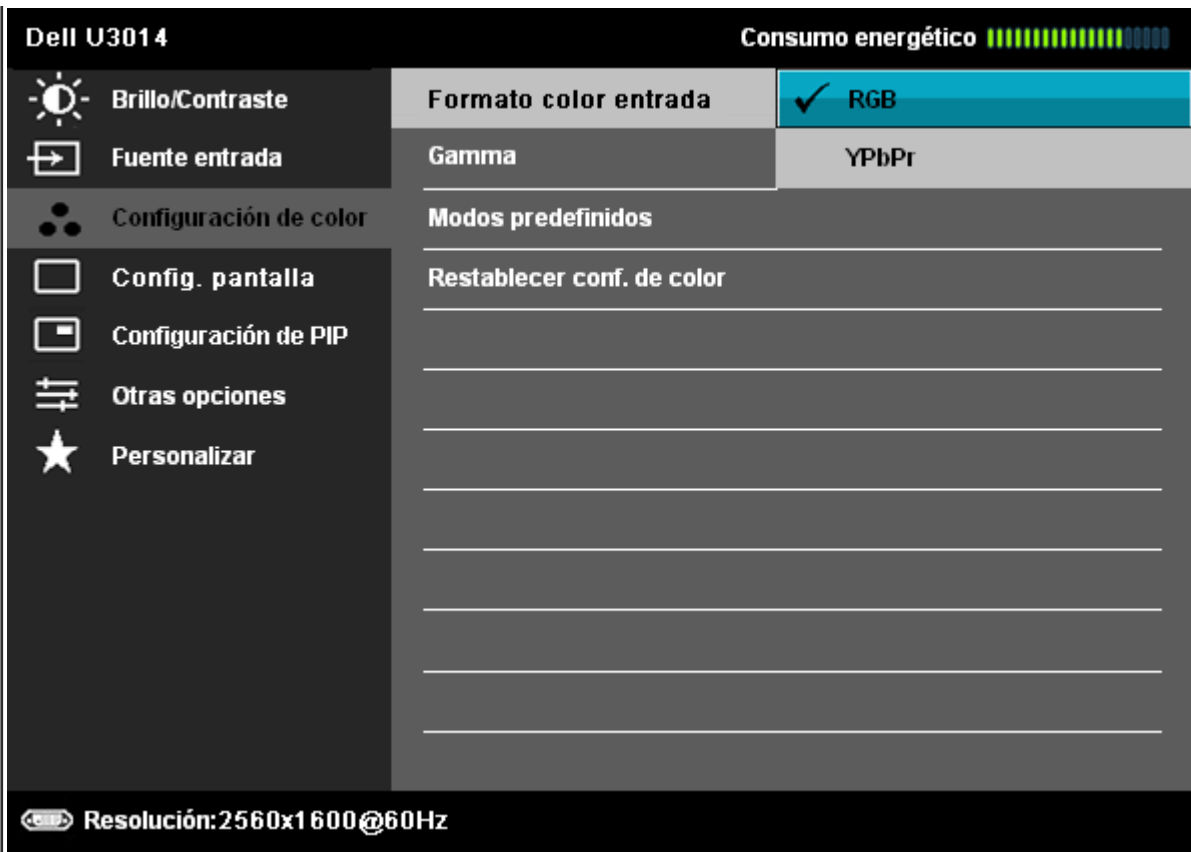 Dell U3014 Consumo energético
Brillo/Contraste Formato color entrada RGB
Fuente entrada Gamma YPbPr
Configuración de color Modos predefinidos
Config. pantalla Restablecer conf. de color
Configuración de PIP
Otras opciones
Personalizar
Resolución:2560x1600@60Hz